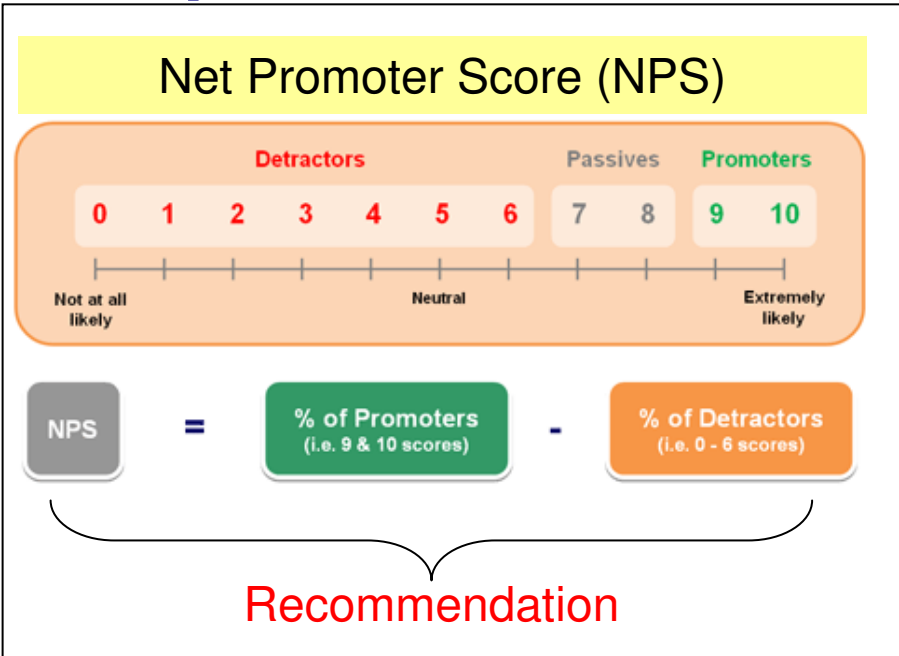 Net Promoter Score (NPS)
Detractors Passives Promoters
0 1 2 3 4 5 6 7 8 9 10
Not at all likely Neutral Extremely likely
NPS = % of Promoters - % of Detractors
(i.e. 9 & 10 scores) (i.e. 0 - 6 scores)
Recommendation